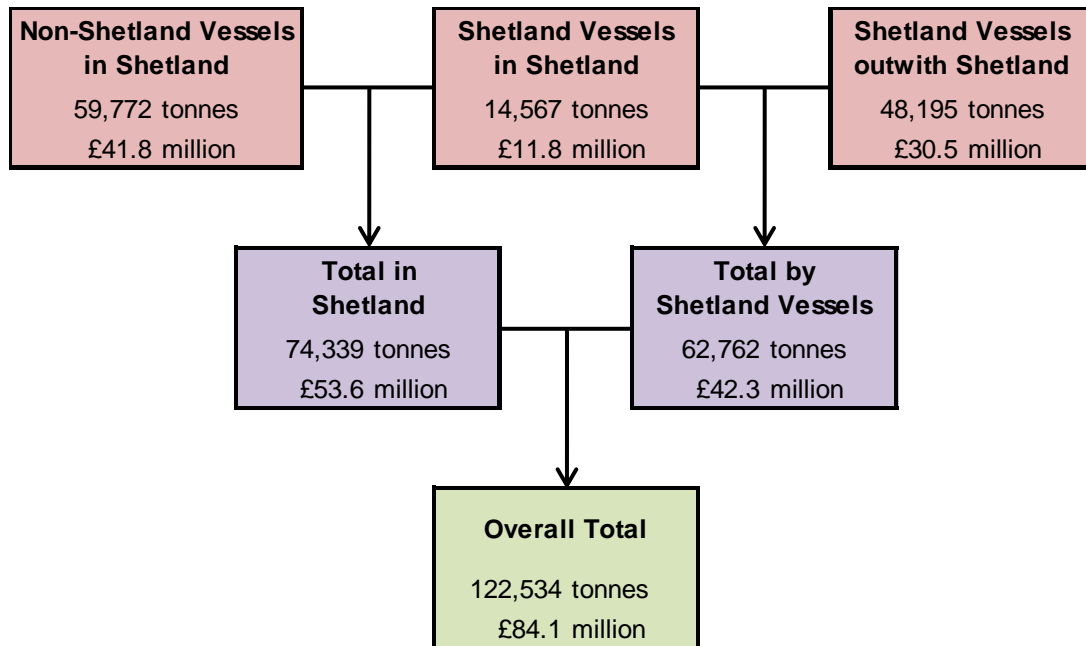 Non-Shetland Vessels
in Shetland
59,772 tonnes
£41.8 million
Shetland Vessels
in Shetland
14,567 tonnes
£11.8 million
Shetland Vessels
outwith Shetland
48,195 tonnes
£30.5 million
Total in
Shetland
74,339 tonnes
£53.6 million
Total by
Shetland Vessels
62,762 tonnes
£42.3 million
Overall Total
122,534 tonnes
£84.1 million